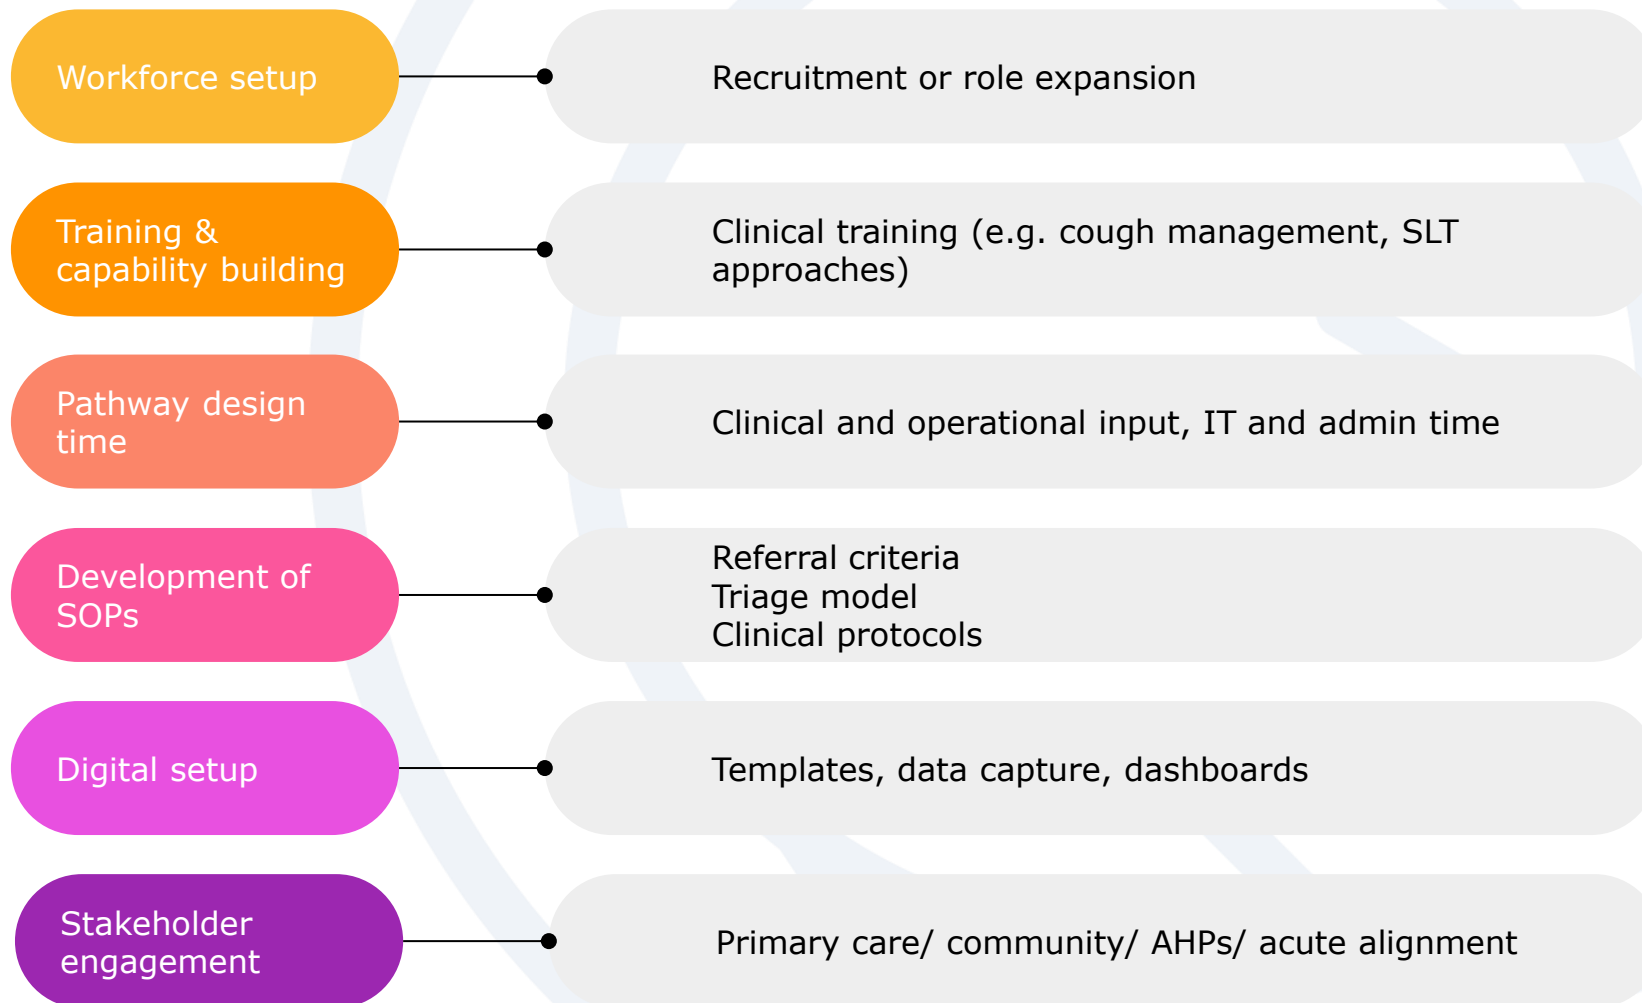 Workforce setup
Recruitment or role expansion
Training &
capability building
Clinical training (e.g. cough management, SLT
approaches)
Pathway design
time
Clinical and operational input, IT and admin time
Development of
SOPs
Referral criteria
Triage model
Clinical protocols
Digital setup
Templates, data capture, dashboards
Stakeholder
engagement
Primary care/ community/ AHPs/ acute alignment